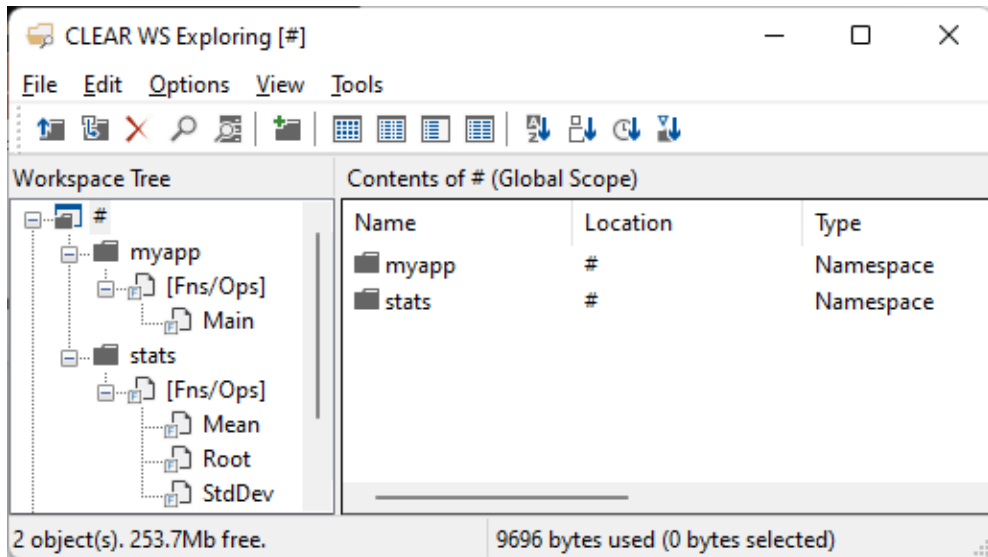 CLEAR WS Exploring [#]
File Edit Options View Tools
Workspace Tree
#
myapp
[Fns/Ops]
Main
stats
[Fns/Ops]
Mean
Root
StdDev
Contents of # (Global Scope)
Name Location Type
myapp # Namespace
stats # Namespace
2 object(s). 253.7Mb free.
9696 bytes used (0 bytes selected)